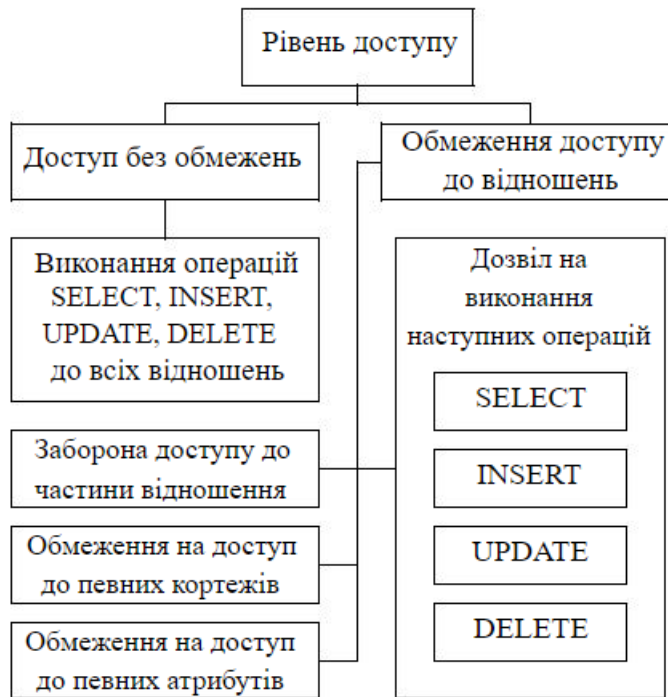 Рівень доступу
Доступ без обмежень
Обмеження доступу
до відношень
Виконання операцій
SELECT, INSERT,
UPDATE, DELETE
до всіх відношень
Дозвіл на
виконання
наступних операцій
SELECT
INSERT
UPDATE
DELETE
Заборона доступу до
частини відношення
Обмеження на доступ
до певних кортежів
Обмеження на доступ
до певних атрибутів